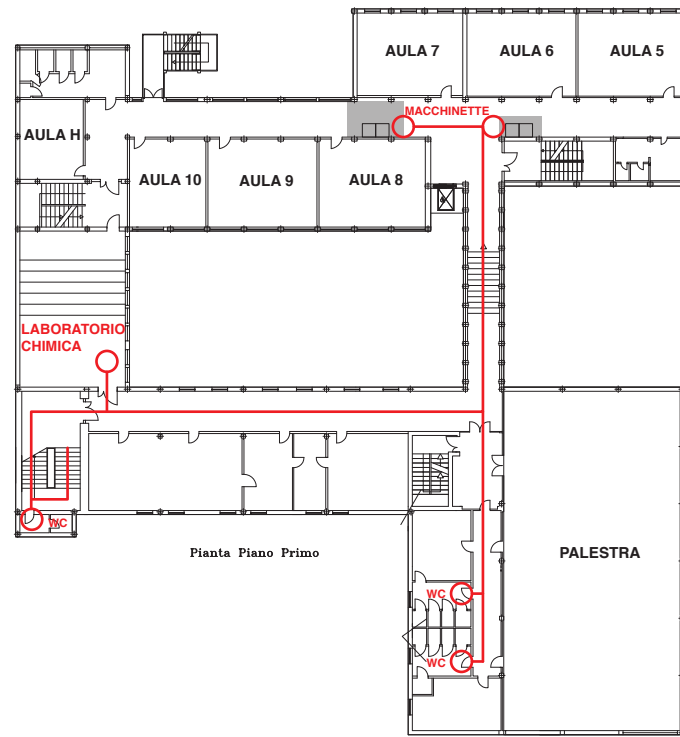 AULA 7
AULA 6
AULA 5
MACCHINETTE
AULA H
AULA 10
AULA 9
AULA 8
LABORATORIO
CHIMICA
WC
Pianta Piano Primo
PALESTRA
WC
WC